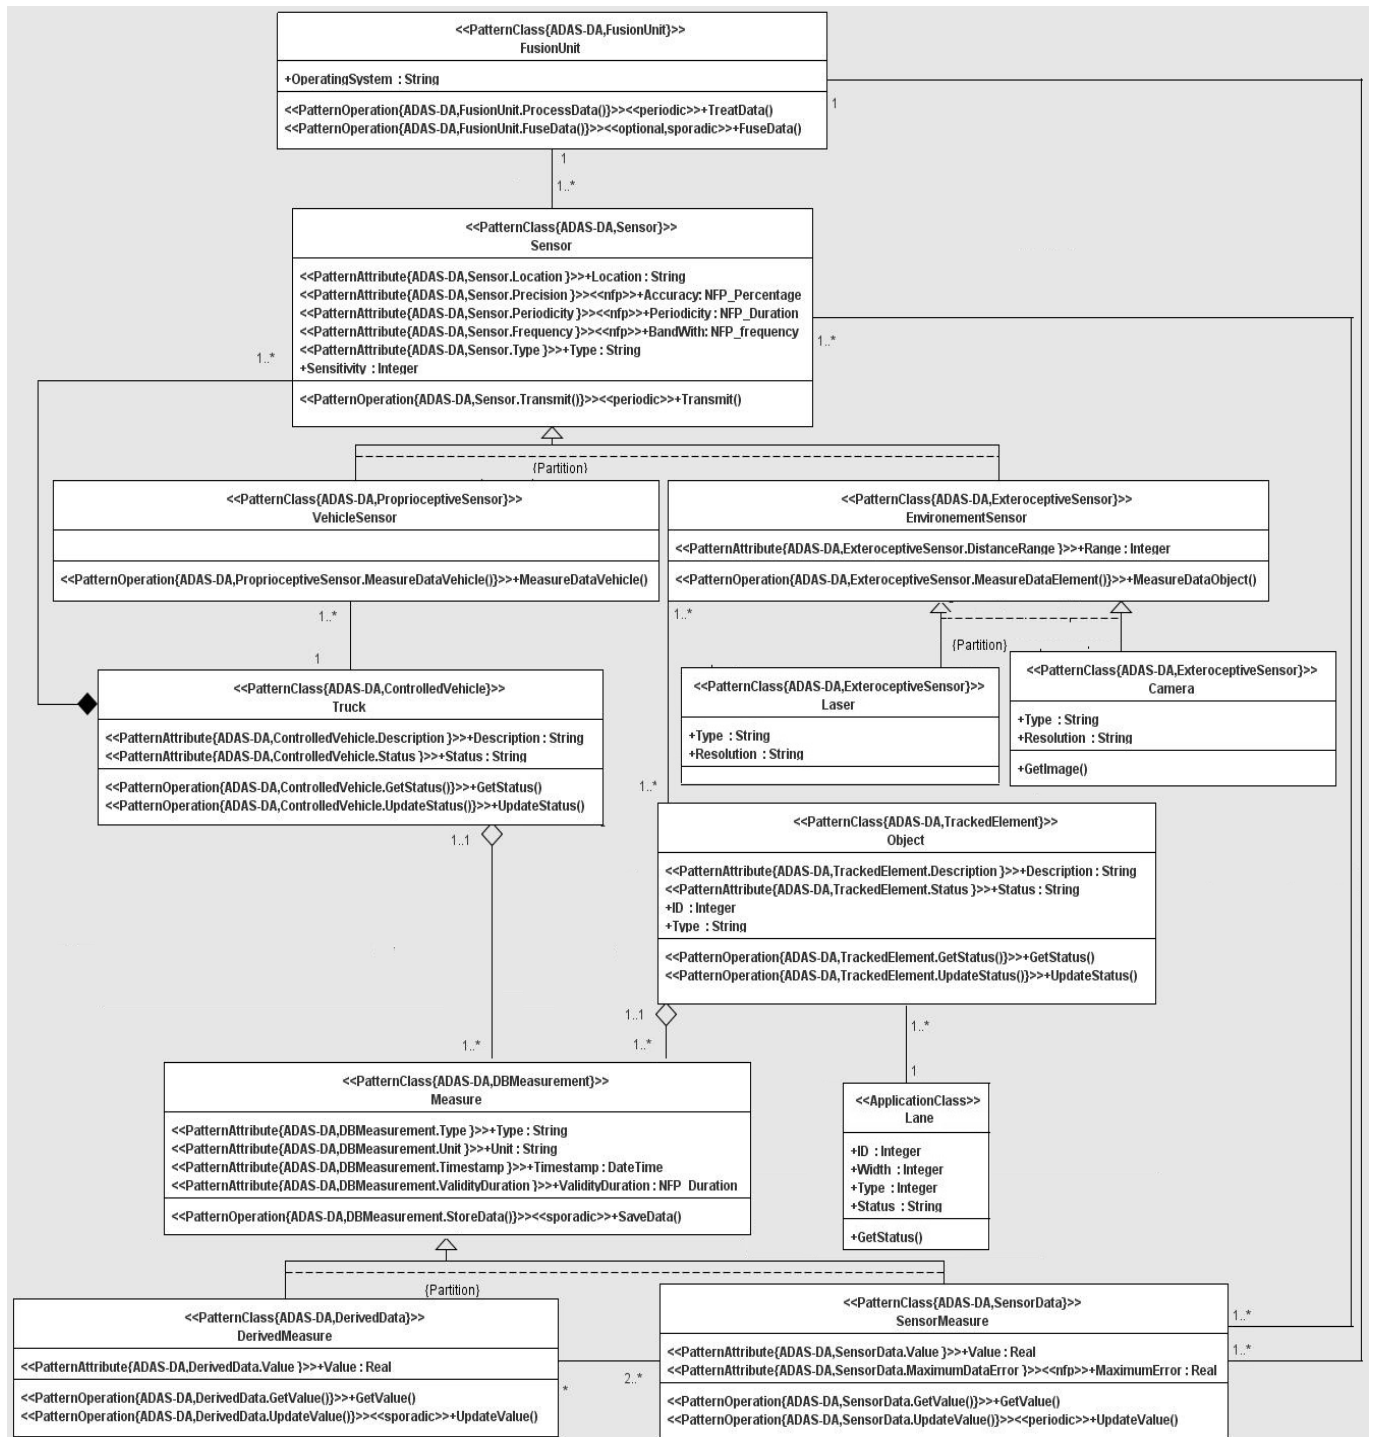 <<PatternClass{ADAS-DA,FusionUnit}>>
FusionUnit
+OperatingSystem : String
<<PatternOperation{ADAS-DA,FusionUnit.ProcessData()}>><<periodic>>+TreatData()
<<PatternOperation{ADAS-DA,FusionUnit.FuseData()}>><<optional,sporadic>>+FuseData()
1
1
1..*
<<PatternClass{ADAS-DA,Sensor}>>
Sensor
<<PatternAttribute{ADAS-DA,Sensor.Location }>>+Location : String
<<PatternAttribute{ADAS-DA,Sensor.Precision }>><<nfp>>+Accuracy: NFP_Percentage
<<PatternAttribute{ADAS-DA,Sensor.Periodicity }>><<nfp>>+Periodicity : NFP_Duration
<<PatternAttribute{ADAS-DA,Sensor.Frequency }>><<nfp>>+BandWith: NFP_frequency
<<PatternAttribute{ADAS-DA,Sensor.Type }>>+Type : String
+Sensitivity : Integer
<<PatternOperation{ADAS-DA,Sensor.Transmit()}>><<periodic>>+Transmit()
1..*
1..*
{Partition}
<<PatternClass{ADAS-DA,ProprioceptiveSensor}>>
VehicleSensor
<<PatternOperation{ADAS-DA,ProprioceptiveSensor.MeasureDataVehicle()}>>+MeasureDataVehicle()
<<PatternClass{ADAS-DA,ExteroceptiveSensor}>>
EnvironementSensor
<<PatternAttribute{ADAS-DA,ExteroceptiveSensor.DistanceRange }>>+Range : Integer
<<PatternOperation{ADAS-DA,ExteroceptiveSensor.MeasureDataElement()}>>+MeasureDataObject()
1..*
1
1..*
{Partition}
<<PatternClass{ADAS-DA,ControlledVehicle}>>
Truck
<<PatternAttribute{ADAS-DA,ControlledVehicle.Description }>>+Description : String
<<PatternAttribute{ADAS-DA,ControlledVehicle.Status }>>+Status : String
<<PatternOperation{ADAS-DA,ControlledVehicle.GetStatus()}>>+GetStatus()
<<PatternOperation{ADAS-DA,ControlledVehicle.UpdateStatus()}>>+UpdateStatus()
<<PatternClass{ADAS-DA,ExteroceptiveSensor}>>
Laser
+Type : String
+Resolution : String
<<PatternClass{ADAS-DA,ExteroceptiveSensor}>>
Camera
+Type : String
+Resolution : String
+GetImage()
1..*
1..1
<<PatternClass{ADAS-DA,TrackedElement}>>
Object
<<PatternAttribute{ADAS-DA,TrackedElement.Description }>>+Description : String
<<PatternAttribute{ADAS-DA,TrackedElement.Status }>>+Status : String
+ID : Integer
+Type : String
<<PatternOperation{ADAS-DA,TrackedElement.GetStatus()}>>+GetStatus()
<<PatternOperation{ADAS-DA,TrackedElement.UpdateStatus()}>>+UpdateStatus()
1..1
1..*
1..*
1..*
1
<<PatternClass{ADAS-DA,DBMeasurement}>>
Measure
<<PatternAttribute{ADAS-DA,DBMeasurement.Type }>>+Type : String
<<PatternAttribute{ADAS-DA,DBMeasurement.Unit }>>+Unit : String
<<PatternAttribute{ADAS-DA,DBMeasurement.Timestamp }>>+Timestamp : DateTime
<<PatternAttribute{ADAS-DA,DBMeasurement.ValidityDuration }>>+ValidityDuration : NFP_Duration
<<PatternOperation{ADAS-DA,DBMeasurement.StoreData()}>><<sporadic>>+SaveData()
<<ApplicationClass>>
Lane
+ID : Integer
+Width : Integer
+Type : Integer
+Status : String
+GetStatus()
{Partition}
<<PatternClass{ADAS-DA,DerivedData}>>
DerivedMeasure
<<PatternAttribute{ADAS-DA,DerivedData.Value }>>+Value : Real
<<PatternOperation{ADAS-DA,DerivedData.GetValue()}>>+GetValue()
<<PatternOperation{ADAS-DA,DerivedData.UpdateValue()}>><<sporadic>>+UpdateValue()
*
2..*
<<PatternClass{ADAS-DA,SensorData}>>
SensorMeasure
<<PatternAttribute{ADAS-DA,SensorData.Value }>>+Value : Real
<<PatternAttribute{ADAS-DA,SensorData.MaximumDataError }>><<nfp>>+MaximumError : Real
<<PatternOperation{ADAS-DA,SensorData.GetValue()}>>+GetValue()
<<PatternOperation{ADAS-DA,SensorData.UpdateValue()}>><<periodic>>+UpdateValue()
1..*
1..*